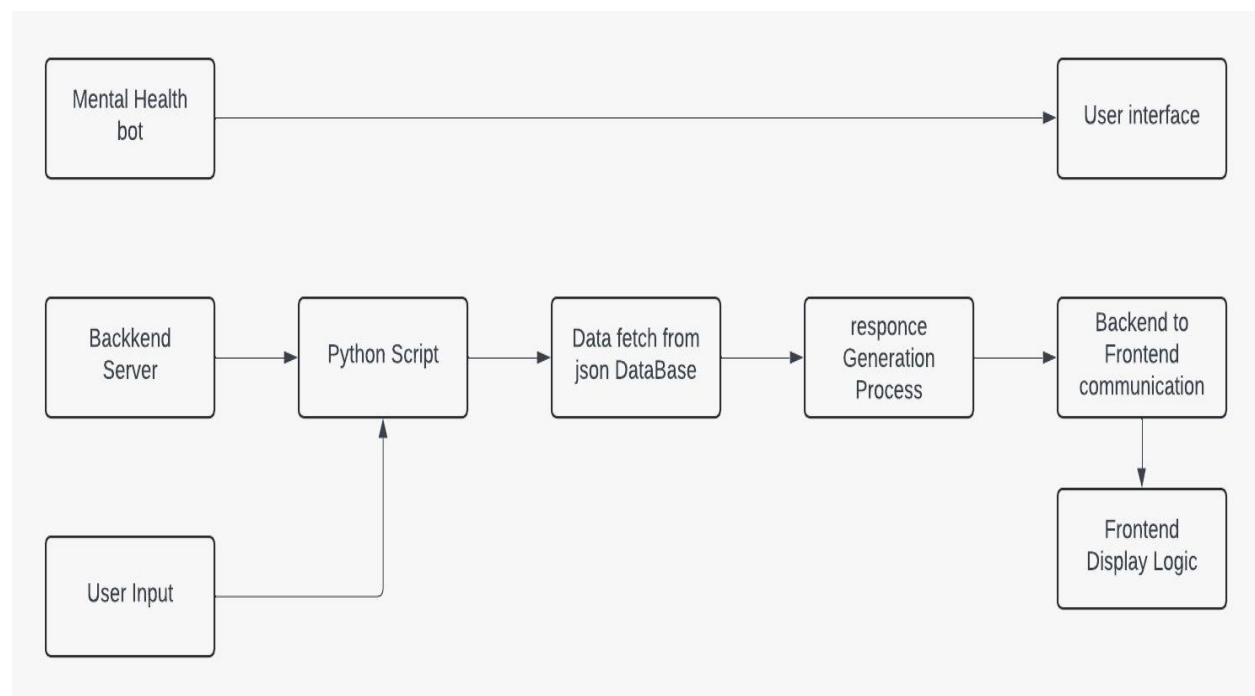 Mental Health
bot
User interface
Backkend
Server
Python Script
Data fetch from
json DataBase
responce
Generation
Process
Backend to
Frontend
communication
User Input
Frontend
Display Logic